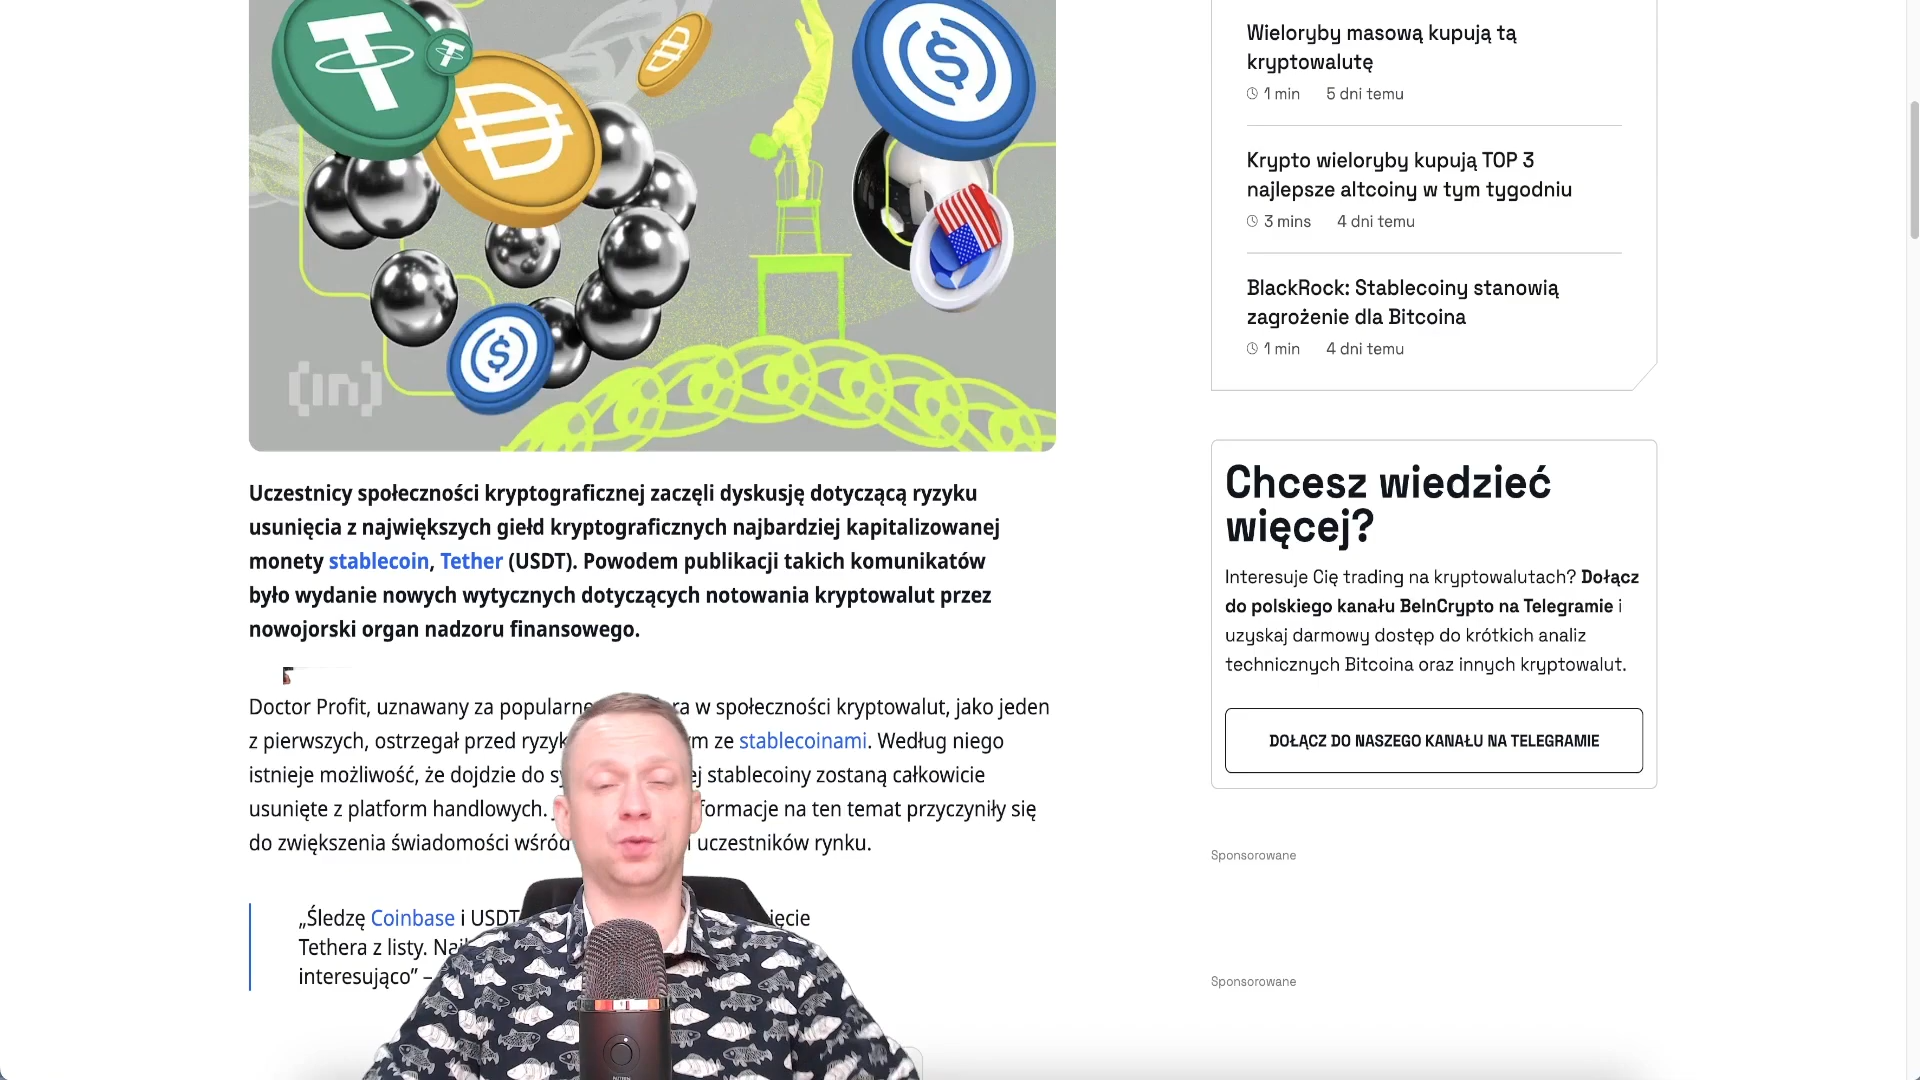 [in]
Uczestnicy społeczności kryptograficznej zaczęli dyskusję dotyczącą ryzyku
usunięcia z największych giełd kryptograficznych najbardziej kapitalizowanej
monety stablecoin, Tether (USDT). Powodem publikacji takich komunikatów
było wydanie nowych wytycznych dotyczących notowania kryptowalut przez
nowojorski organ nadzoru finansowego.
Doctor Profit, uznawany za popularne ra w społeczności kryptowalut, jako jeden
z pierwszych, ostrzegał przed ryzyk m ze stablecoinami. Według niego
istnieje możliwość, że dojdzie do sy ej stablecoiny zostaną całkowicie
usunięte z platform handlowych. formacje na ten temat przyczyniły się
do zwiększenia świadomości wśród i uczestników rynku.
„Śledzę Coinbase i USDT ięcie
Tethera z listy. Naj
interesująco” –
Wieloryby masową kupują tą
kryptowalutę
1 min 5 dni temu
Krypto wieloryby kupują TOP 3
najlepsze altcoiny w tym tygodniu
3 mins 4 dni temu
BlackRock: Stablecoiny stanowią
zagrożenie dla Bitcoina
1 min 4 dni temu
Chcesz wiedzieć
więcej?
Interesuje Cię trading na kryptowalutach? Dołącz
do polskiego kanału BeInCrypto na Telegramie i
uzyskaj darmowy dostęp do krótkich analiz
technicznych Bitcoina oraz innych kryptowalut.
DOŁĄCZ DO NASZEGO KANAŁU NA TELEGRAMIE
Sponsorowane
Sponsorowane